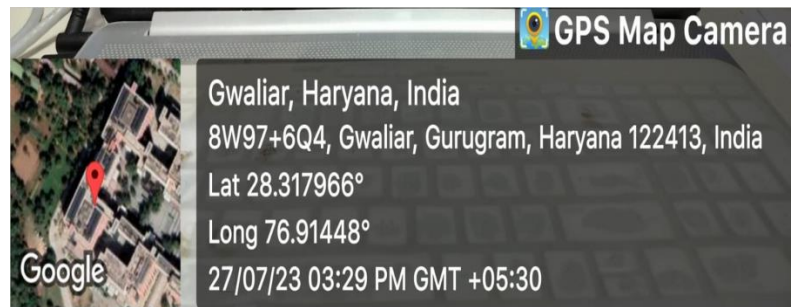 GPS Map Camera
Gwaliar, Haryana, India
8W97+6Q4, Gwaliar, Gurugram, Haryana 122413, India
Lat 28.317966°
Long 76.91448°
27/07/23 03:29 PM GMT +05:30
Google